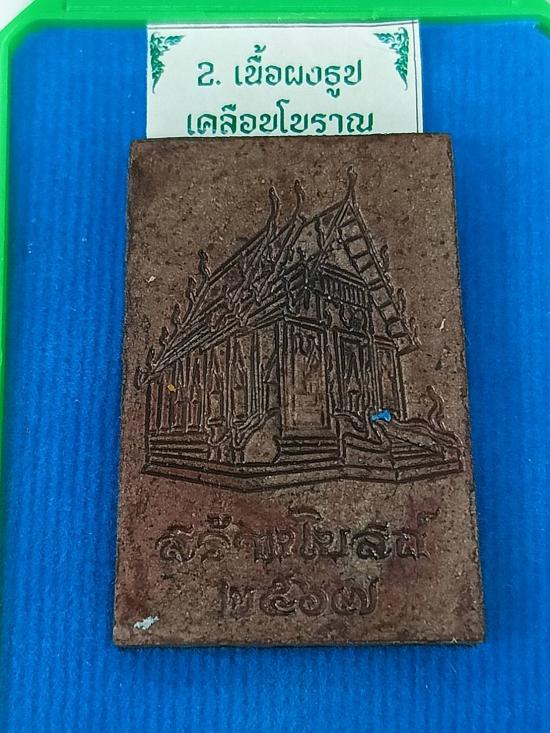 2. เนื้อผงธูป
เคลือบโบราณ
สร้างโบสถ์
๒๕๖๗